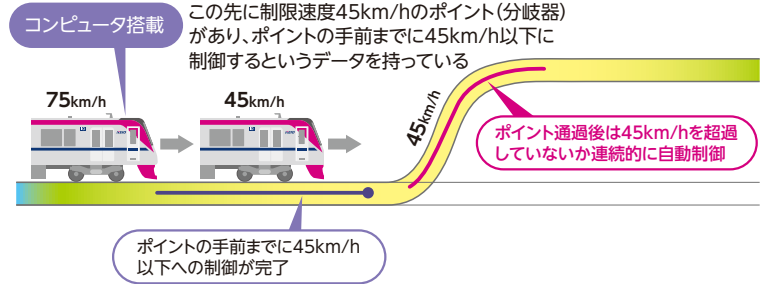 コンピュータ搭載
この先に制限速度45km/hのポイント(分岐器)
があり、ポイントの手前までに45km/h以下に
制御するというデータを持っている
75km/h
45km/h
45km/h
ポイント通過後は45km/hを超過
していないか連続的に自動制御
ポイントの手前までに45km/h
以下への制御が完了